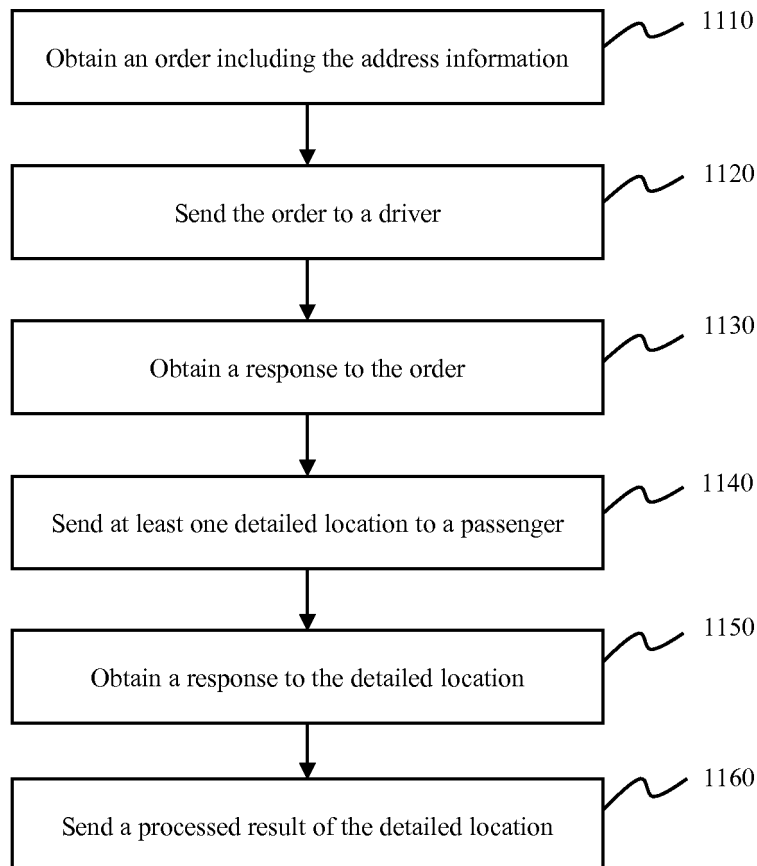 1110
Obtain an order including the address information
1120
Send the order to a driver
1130
Obtain a response to the order
1140
Send at least one detailed location to a passenger
1150
Obtain a response to the detailed location
1160
Send a processed result of the detailed location